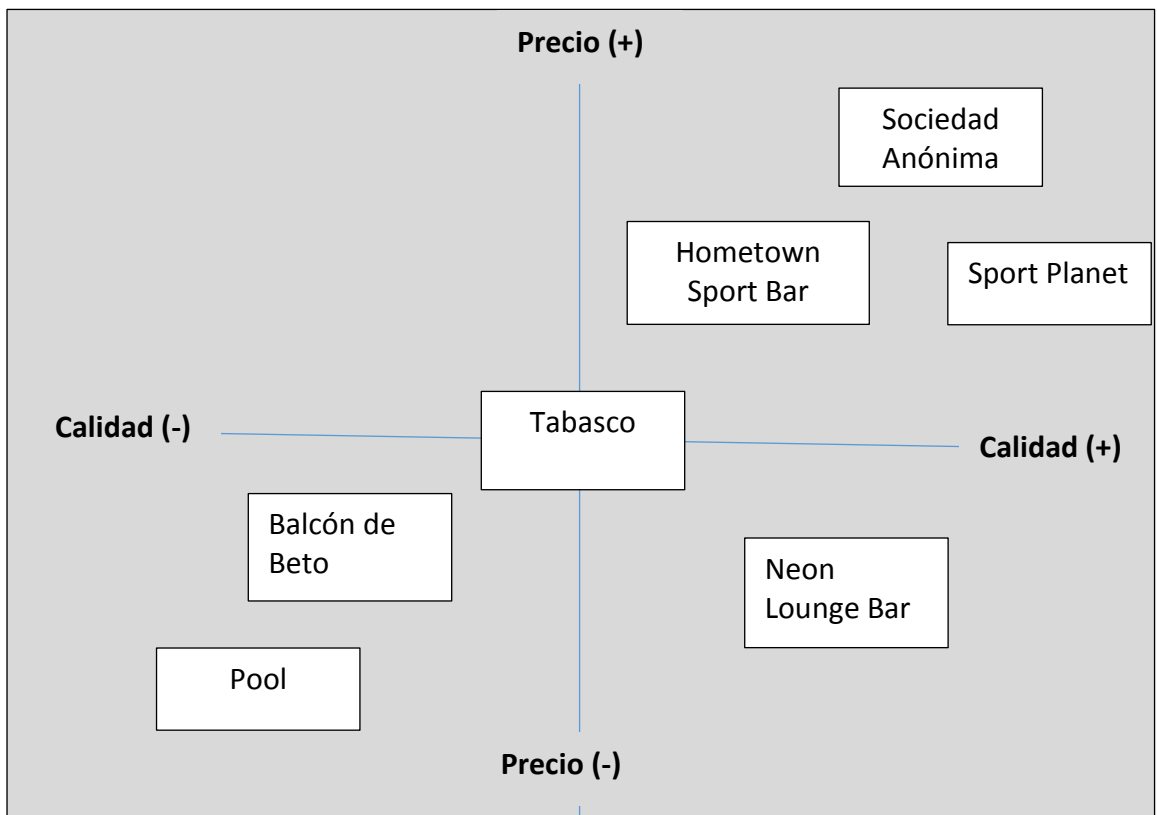 Precio (+)
Sociedad
Anónima
Hometown
Sport Bar
Sport Planet
Tabasco
Calidad (-)
Calidad (+)
Balcón de
Beto
Neon
Lounge Bar
Pool
Precio (-)